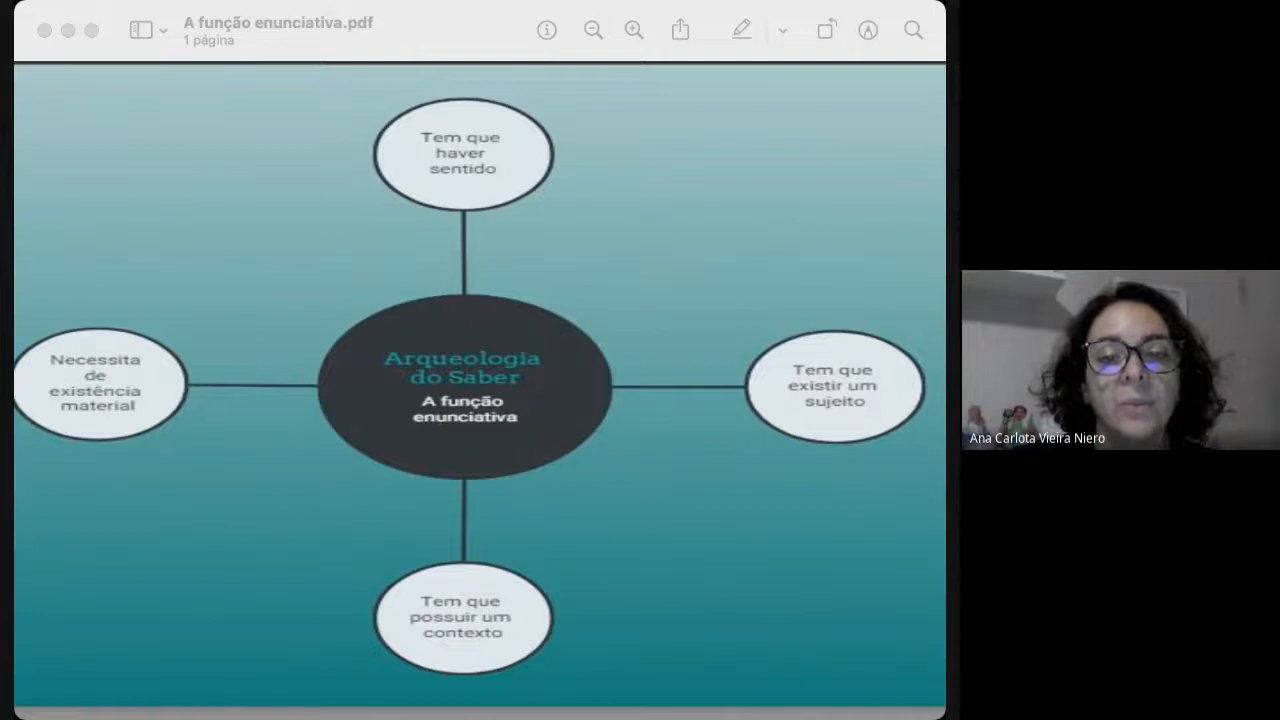 A função enunciativa.pdf
1 página
Tem que
haver
sentido
Necessita
de
existência
material
Arqueologia
do Saber
A função
enunciativa
Tem que
existir um
sujeito
Tem que
possuir um
contexto
Ana Carlota Vieira Niero